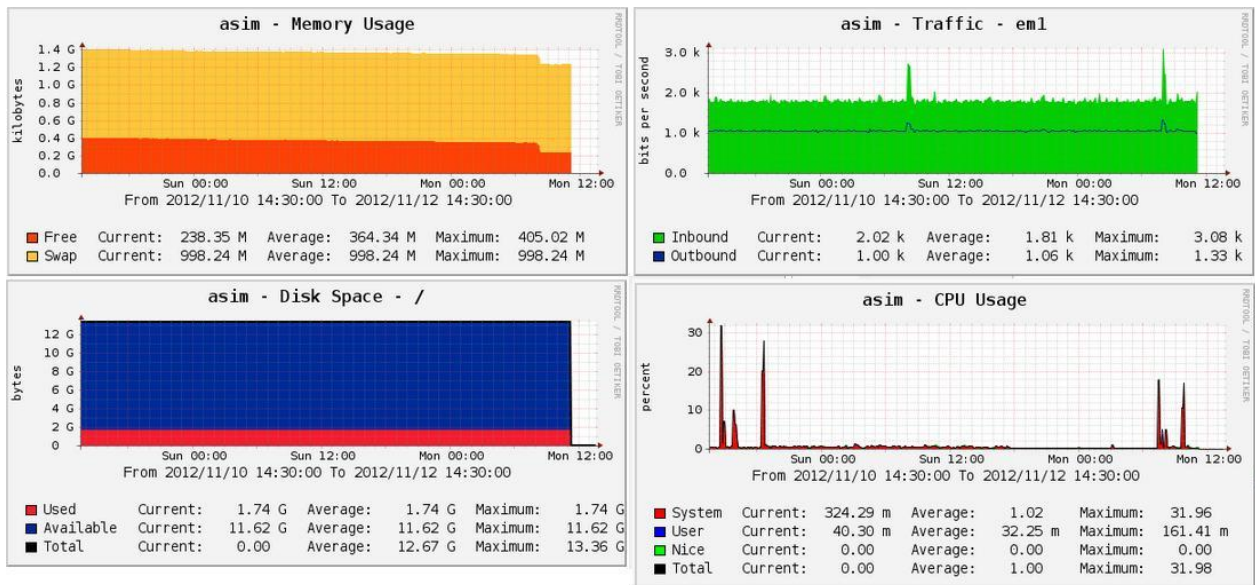 asim - Memory Usage
RRDTOOL / TOBI OETIKER
kilobytes
1.4 G
1.2 G
1.0 G
0.8 G
0.6 G
0.4 G
0.2 G
0.0
Sun 00:00 Sun 12:00 Mon 00:00 Mon 12:00
From 2012/11/10 14:30:00 To 2012/11/12 14:30:00
Free Current: 238.35 M Average: 364.34 M Maximum: 405.02 M
Swap Current: 998.24 M Average: 998.24 M Maximum: 998.24 M
asim - Traffic - em1
RRDTOOL / TOBI OETIKER
bits per second
3.0 k
2.0 k
1.0 k
0.0
Sun 00:00 Sun 12:00 Mon 00:00 Mon 12:00
From 2012/11/10 14:30:00 To 2012/11/12 14:30:00
Inbound Current: 2.02 k Average: 1.81 k Maximum: 3.08 k
Outbound Current: 1.00 k Average: 1.06 k Maximum: 1.33 k
asim - Disk Space - /
RRDTOOL / TOBI OETIKER
bytes
12 G
10 G
8 G
6 G
4 G
2 G
0
Sun 00:00 Sun 12:00 Mon 00:00 Mon 12:00
From 2012/11/10 14:30:00 To 2012/11/12 14:30:00
Used Current: 1.74 G Average: 1.74 G Maximum: 1.74 G
Available Current: 11.62 G Average: 11.62 G Maximum: 11.62 G
Total Current: 0.00 Average: 12.67 G Maximum: 13.36 G
asim - CPU Usage
RRDTOOL / TOBI OETIKER
percent
30
20
10
0
Sun 00:00 Sun 12:00 Mon 00:00 Mon 12:00
From 2012/11/10 14:30:00 To 2012/11/12 14:30:00
System Current: 324.29 m Average: 1.02 Maximum: 31.96
User Current: 40.30 m Average: 32.25 m Maximum: 161.41 m
Nice Current: 0.00 Average: 0.00 Maximum: 0.00
Total Current: 0.00 Average: 1.00 Maximum: 31.98